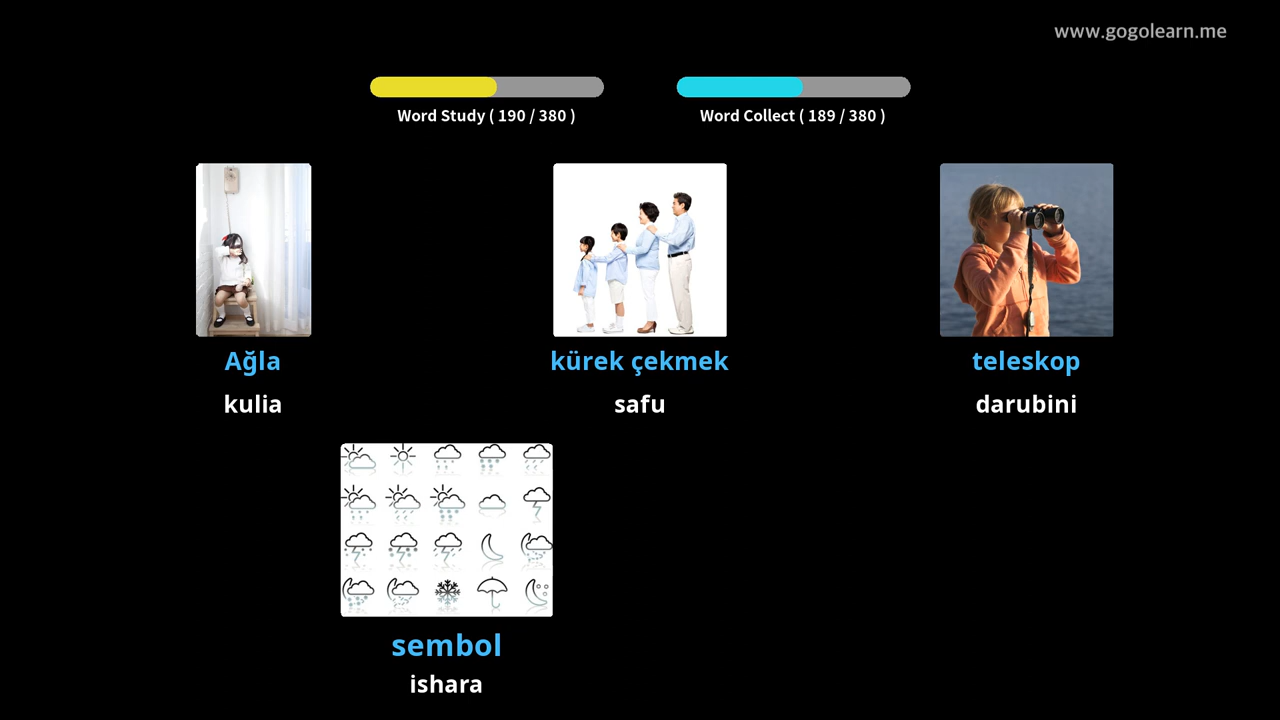 www.gogolearn.me
Word Study ( 190 / 380 )
Word Collect ( 189 / 380 )
Ağla
kulia
kürek çekmek
safu
teleskop
darubini
sembol
ishara